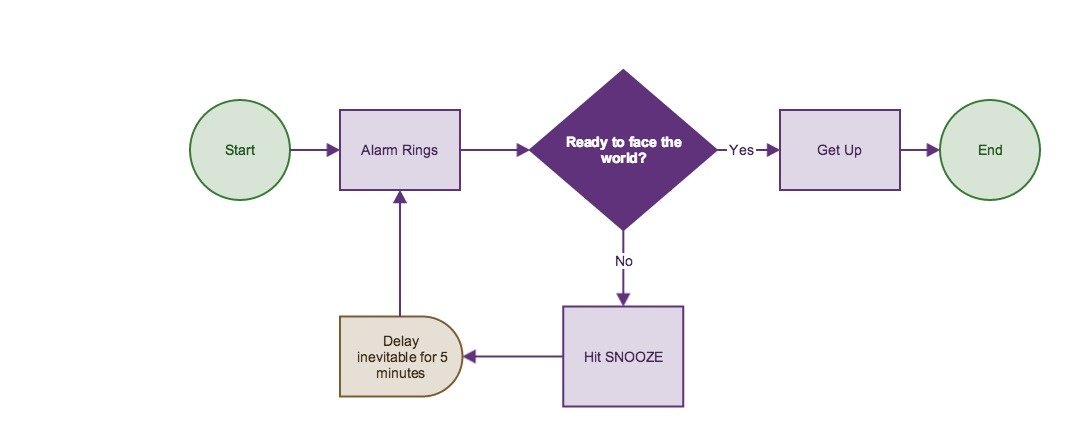 Start
Alarm Rings
Ready to face the
world?
Yes
Get Up
End
No
Hit SNOOZE
Delay
inevitable for 5
minutes